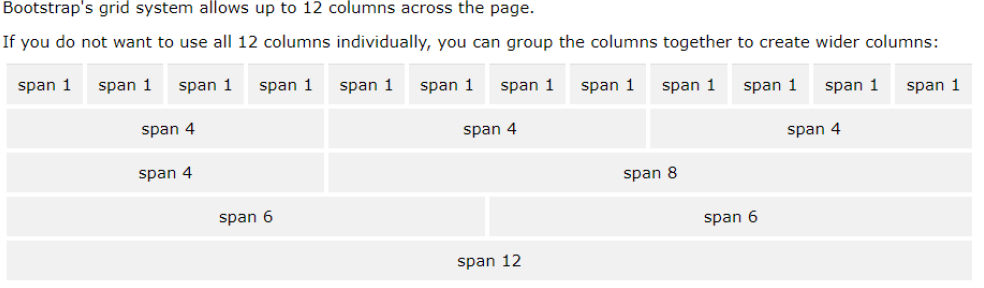 Bootstrap's grid system allows up to 12 columns across the page.
If you do not want to use all 12 columns individually, you can group the columns together to create wider columns:
span 1 span 1 span 1 span 1 span 1 span 1 span 1 span 1 span 1 span 1 span 1 span 1
span 4 span 4 span 4
span 4 span 8
span 6 span 6
span 12